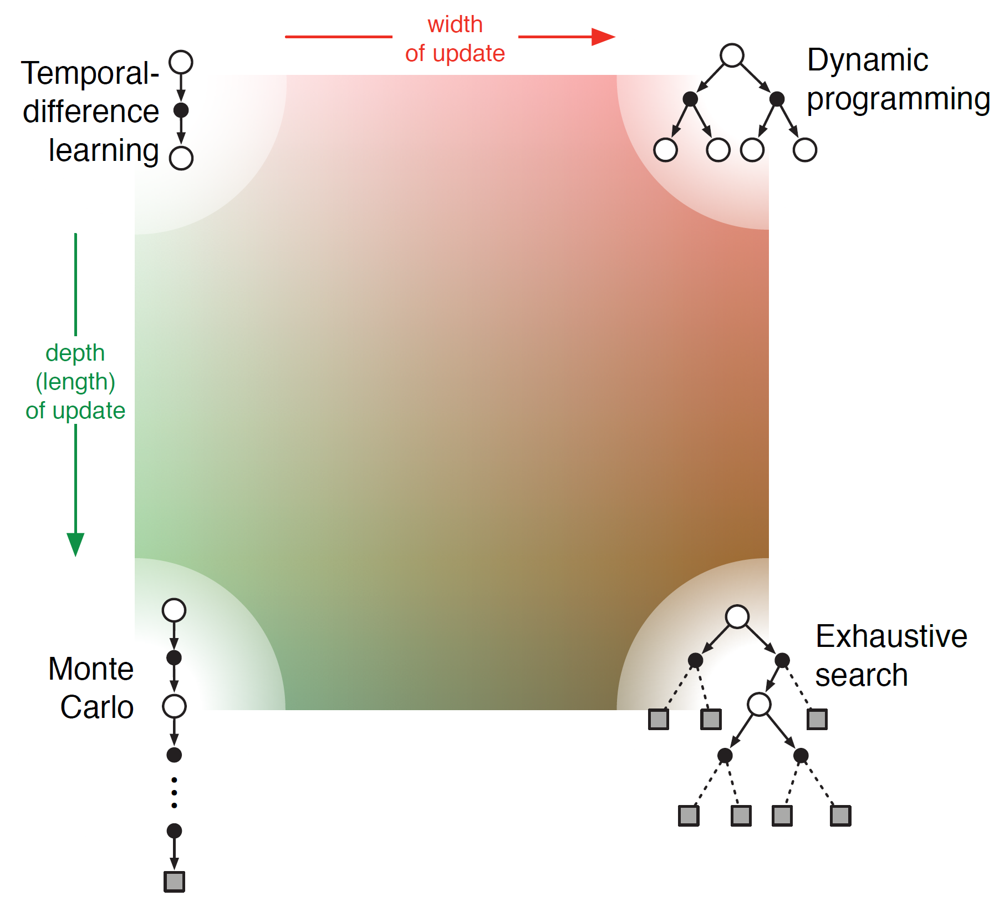 width
of update
Temporal-
difference
learning
Dynamic
programming
depth
(length)
of update
Monte
Carlo
Exhaustive
search